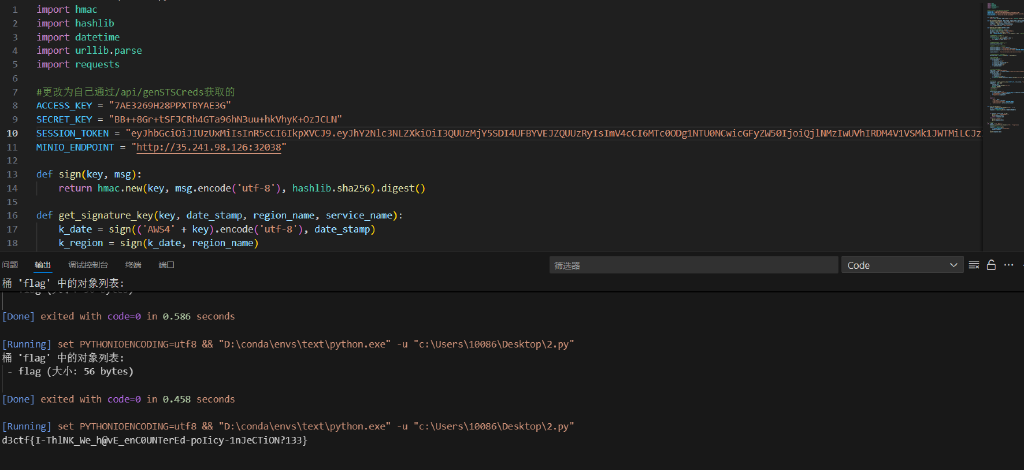 1 import hmac
2 import hashlib
3 import datetime
4 import urllib.parse
5 import requests
6
7 #更改为自己通过/api/genSTSCreds获取的
8 ACCESS_KEY = "7AE3269H28PPXTBYAE3G"
9 SECRET_KEY = "BB++8Gr+tSFJCRh4GTa96hN3uu+hkVhyK+OzJCLN"
10 SESSION_TOKEN =
11 MINIO_ENDPOINT = "http://35.241.98.126:32038"
12
13 def sign(key, msg):
14 return hmac.new(key, msg.encode('utf-8'), hashlib.sha256).digest()
15
16 def get_signature_key(key, date_stamp, region_name, service_name):
17 k_date = sign(('AWS4' + key).encode('utf-8'), date_stamp)
18 k_region = sign(k_date, region_name)
问题 输出 调试控制台 终端 端口 筛选器 Code
桶 'flag' 中的对象列表:
[Done] exited with code=0 in 0.586 seconds
[Running] set PYTHONIOENCODING=utf8 && "D:\conda\envs\text\python.exe" -u "c:\Users\10086\Desktop\2.py"
桶 'flag' 中的对象列表:
- flag (大小: 56 bytes)
[Done] exited with code=0 in 0.458 seconds
[Running] set PYTHONIOENCODING=utf8 && "D:\conda\envs\text\python.exe" -u "c:\Users\10086\Desktop\2.py"
d3ctf{I-ThlNK_We_h@vE_enC0UNTerEd-poIicy-1nJeCTiON?133}